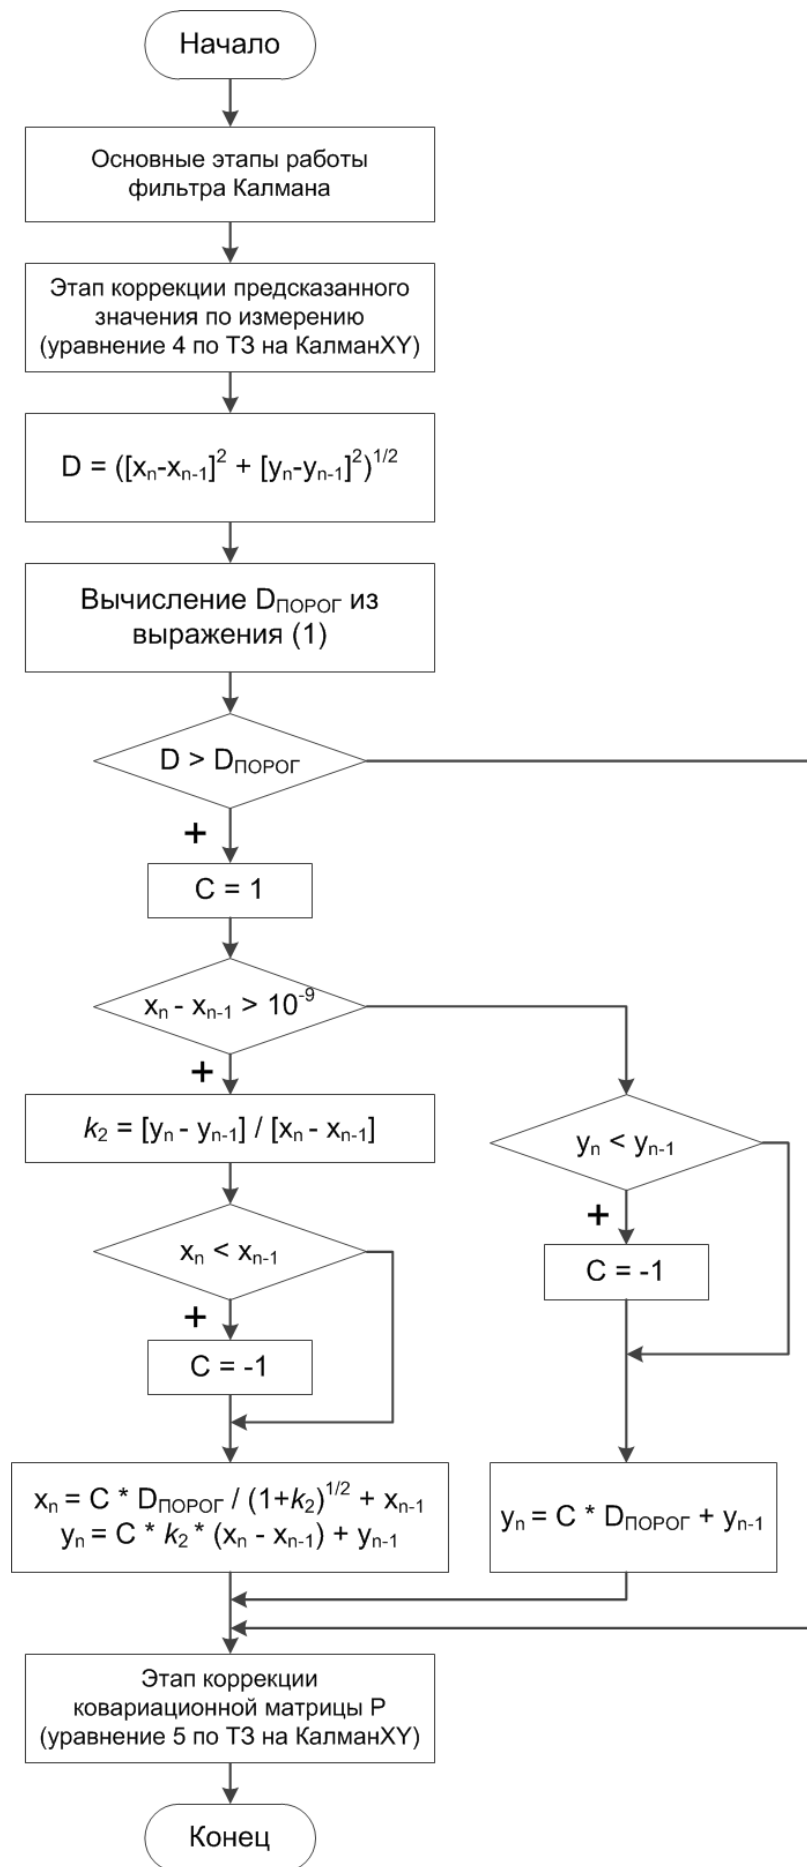 Начало
Основные этапы работы
фильтра Калмана
Этап коррекции предсказанного
значения по измерению
(уравнение 4 по ТЗ на КалманXY)
D = ([xₙ-xₙ₋₁]² + [yₙ-yₙ₋₁]²)^1/2
Вычисление D_ПОРОГ из
выражения (1)
D > D_ПОРОГ
+
C = 1
xₙ - xₙ₋₁ > 10⁻⁹
+
k₂ = [yₙ - yₙ₋₁] / [xₙ - xₙ₋₁]
yₙ < yₙ₋₁
+
C = -1
xₙ < xₙ₋₁
+
C = -1
xₙ = C * D_ПОРОГ / (1+k₂)^1/2 + xₙ₋₁
yₙ = C * k₂ * (xₙ - xₙ₋₁) + yₙ₋₁
yₙ = C * D_ПОРОГ + yₙ₋₁
Этап коррекции
ковариационной матрицы P
(уравнение 5 по ТЗ на КалманXY)
Конец